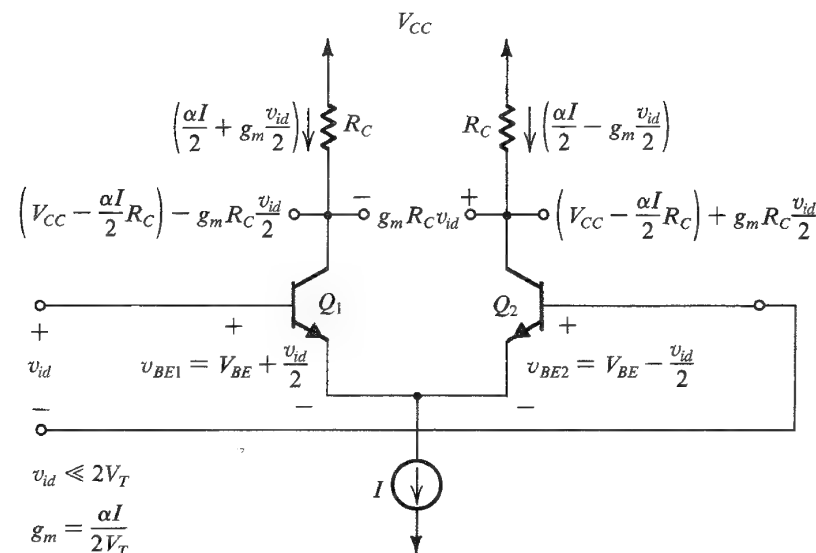 V_{CC}
(αI/2 + g_m v_{id}/2) R_C
R_C (αI/2 − g_m v_{id}/2)
(V_{CC} − αI/2 R_C) − g_m R_C v_{id}/2
− g_m R_C v_{id} +
(V_{CC} − αI/2 R_C) + g_m R_C v_{id}/2
Q_1
Q_2
+
v_{id}
−
+
v_{BE1} = V_{BE} + v_{id}/2
−
+
v_{BE2} = V_{BE} − v_{id}/2
−
I
v_{id} ≪ 2V_T
g_m = αI/2V_T